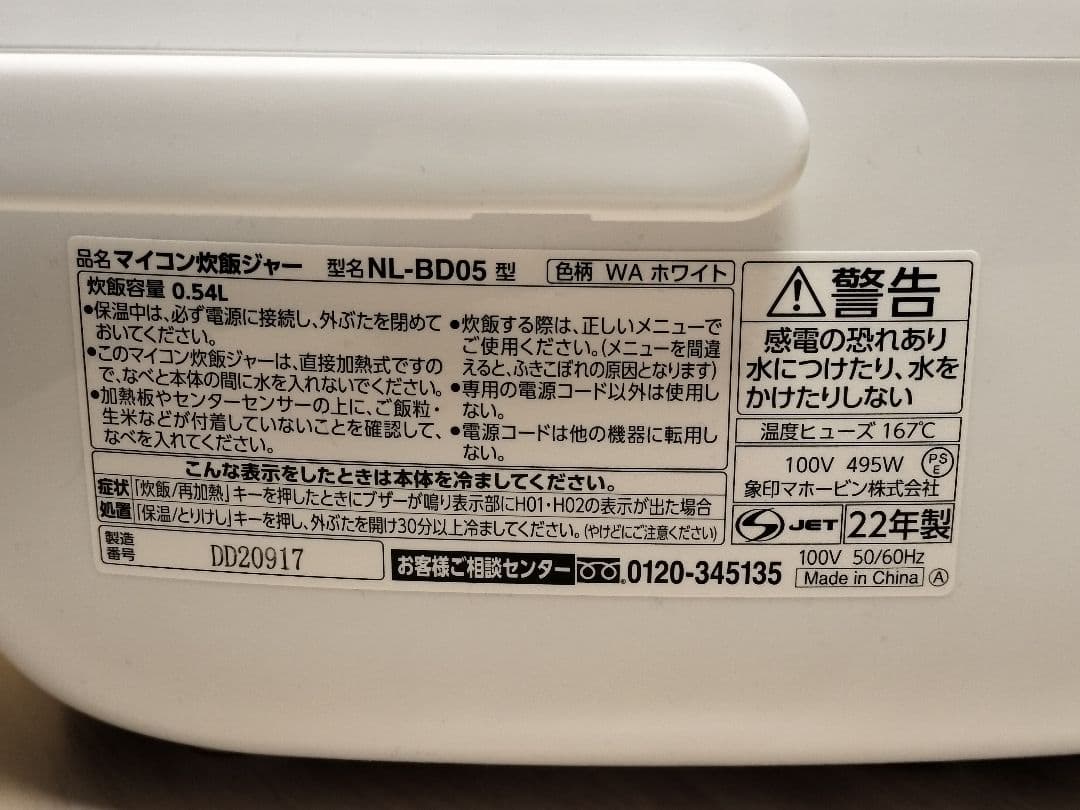 品名 マイコン炊飯ジャー 型名 NL-BD05 型 色柄 WA ホワイト
炊飯容量 0.54L
●保温中は、必ず電源に接続し、外ぶたを閉めて
おいてください。
●このマイコン炊飯ジャーは、直接加熱式ですの
で、なべと本体の間に水を入れないでください。
●加熱板やセンターセンサーの上に、ご飯粒・
生米などが付着していないことを確認して、
なべを入れてください。
●炊飯する際は、正しいメニューで
ご使用ください。(メニューを間違
えると、ふきこぼれの原因となります)
●専用の電源コード以外は使用し
ない。
●電源コードは他の機器に転用し
ない。
こんな表示をしたときは本体を冷ましてください。
症状 「炊飯/再加熱」キーを押したときにブザーが鳴り表示部にH01・H02の表示が出た場合
処置 「保温/とりけし」キーを押し、外ぶたを開け30分以上冷ましてください。(やけどにご注意ください)
製造
番号 DD20917
お客様ご相談センター 0120-345135
警告
感電の恐れあり
水につけたり、水を
かけたりしない
温度ヒューズ 167℃
100V 495W PSE
象印マホービン株式会社
S JET 22年製
100V 50/60Hz
Made in China A